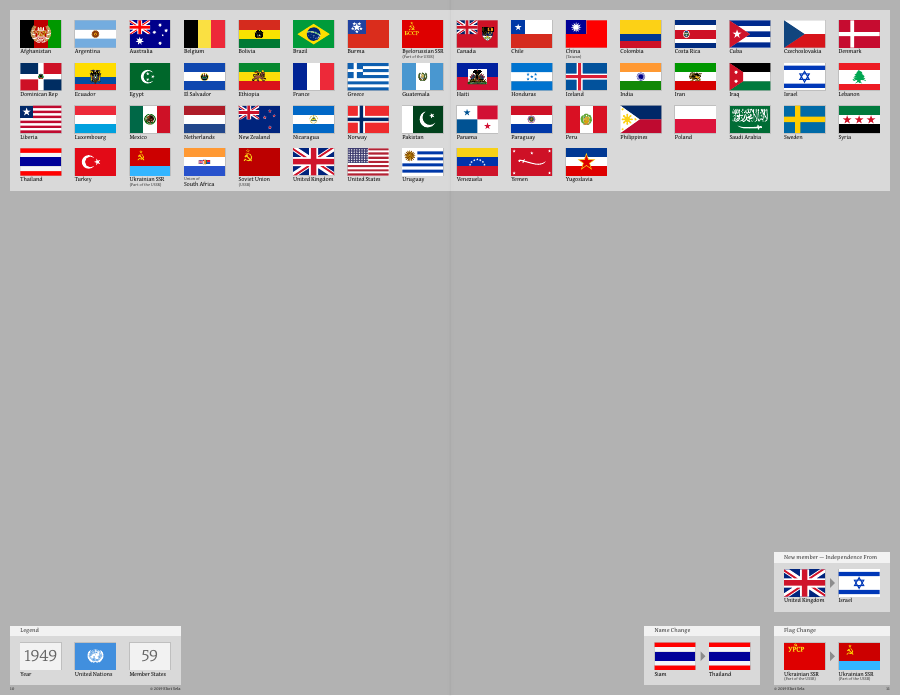 Afghanistan Argentina Australia Belgium Bolivia Brazil Burma Byelorussian SSR Canada Chile China Colombia Costa Rica Cuba Czechoslovakia Denmark
(Part of the USSR) (Taiwan)
Dominican Rep Ecuador Egypt El Salvador Ethiopia France Greece Guatemala Haiti Honduras Iceland India Iran Iraq Israel Lebanon
Liberia Luxembourg Mexico Netherlands New Zealand Nicaragua Norway Pakistan Panama Paraguay Peru Philippines Poland Saudi Arabia Sweden Syria
Thailand Turkey Ukrainian SSR Union of Soviet Union United Kingdom United States Uruguay Venezuela Yemen Yugoslavia
(Part of the USSR) South Africa (USSR)
New member — Independence From
United Kingdom Israel
Legend
1949 59
Year United Nations Member States
Name Change
Siam Thailand
Flag Change
УРСР
Ukrainian SSR Ukrainian SSR
(Part of the USSR) (Part of the USSR)